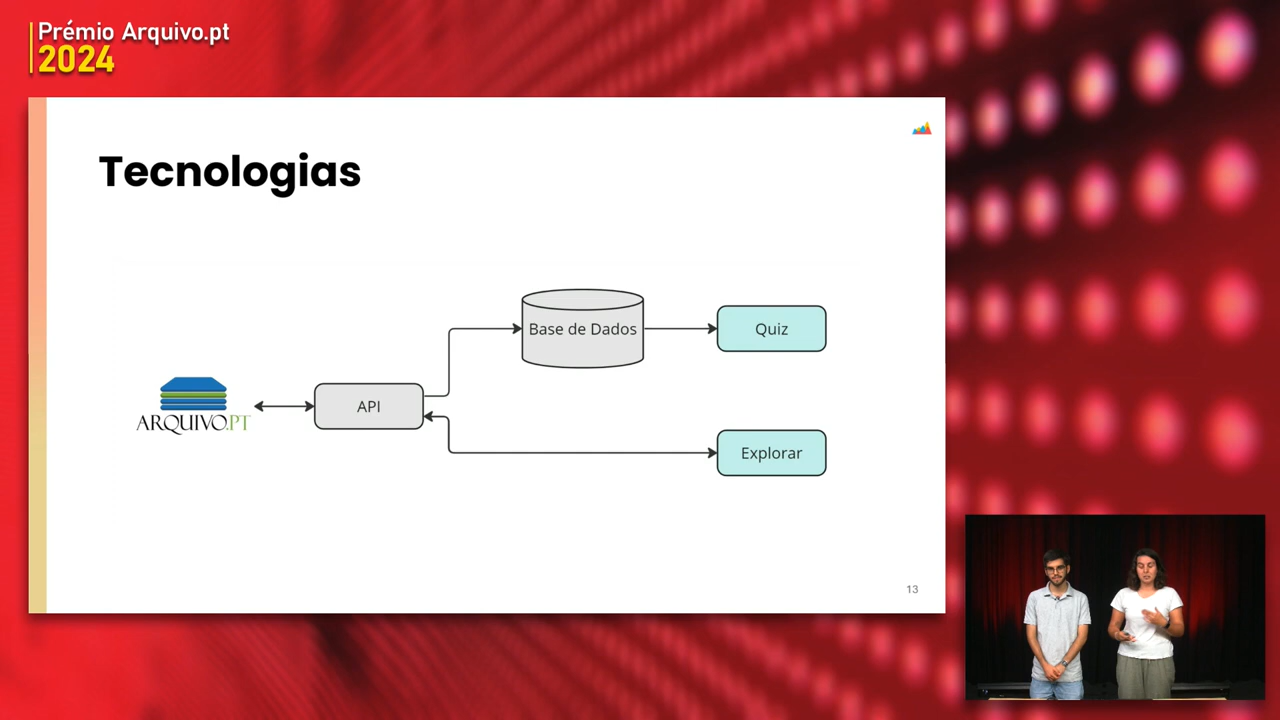 Prémio Arquivo.pt
2024
Tecnologias
Base de Dados
Quiz
ARQUIVO.PT
API
Explorar
13